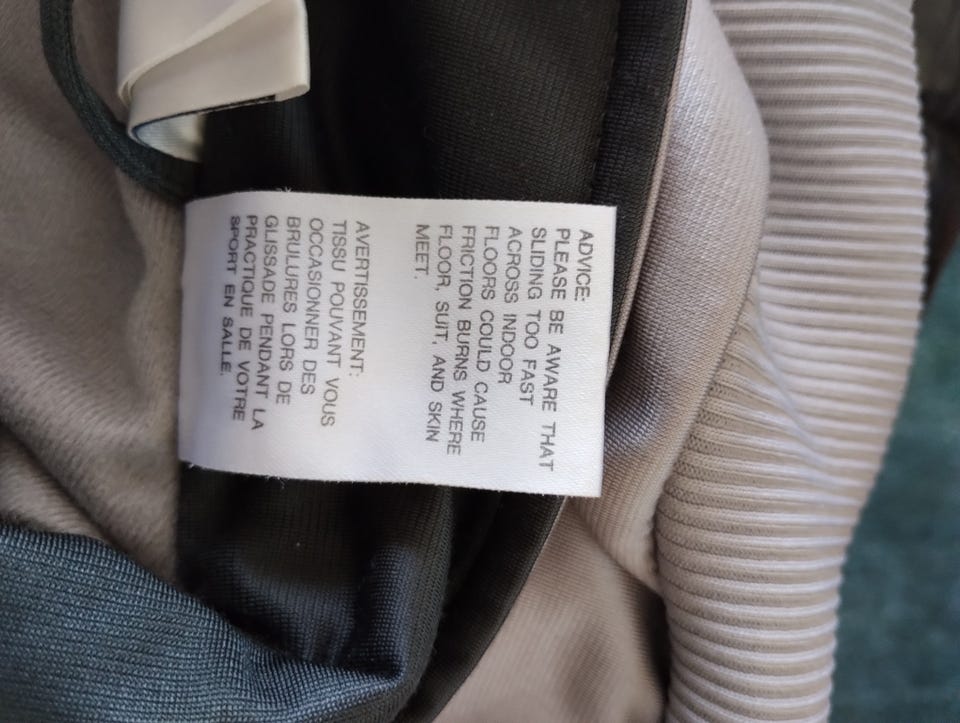 ADVICE:
PLEASE BE AWARE THAT
SLIDING TOO FAST
ACROSS INDOOR
FLOORS COULD CAUSE
FRICTION BURNS WHERE
FLOOR, SUIT, AND SKIN
MEET.
AVERTISSEMENT:
TISSU POUVANT VOUS
OCCASIONNER DES
BRULURES LORS DE
GLISSADE PENDANT LA
PRACTIQUE DE VOTRE
SPORT EN SALLE.